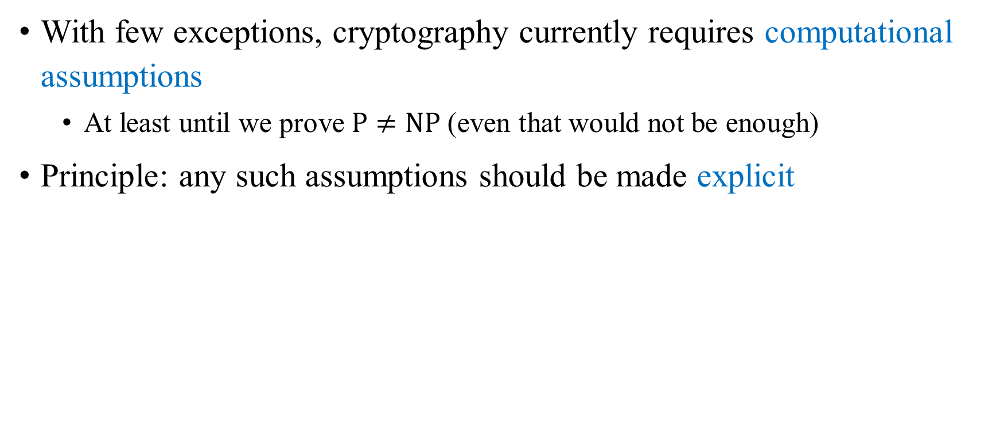 • With few exceptions, cryptography currently requires computational
assumptions
• At least until we prove P ≠ NP (even that would not be enough)
• Principle: any such assumptions should be made explicit